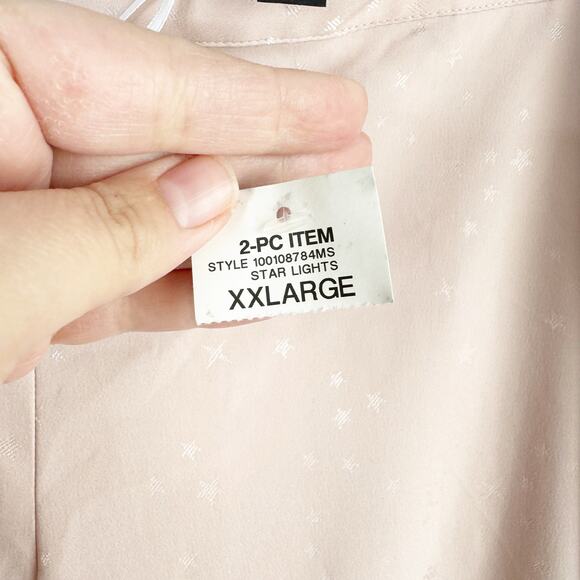 2-PC ITEM
STYLE 100108784MS
STAR LIGHTS
XXLARGE